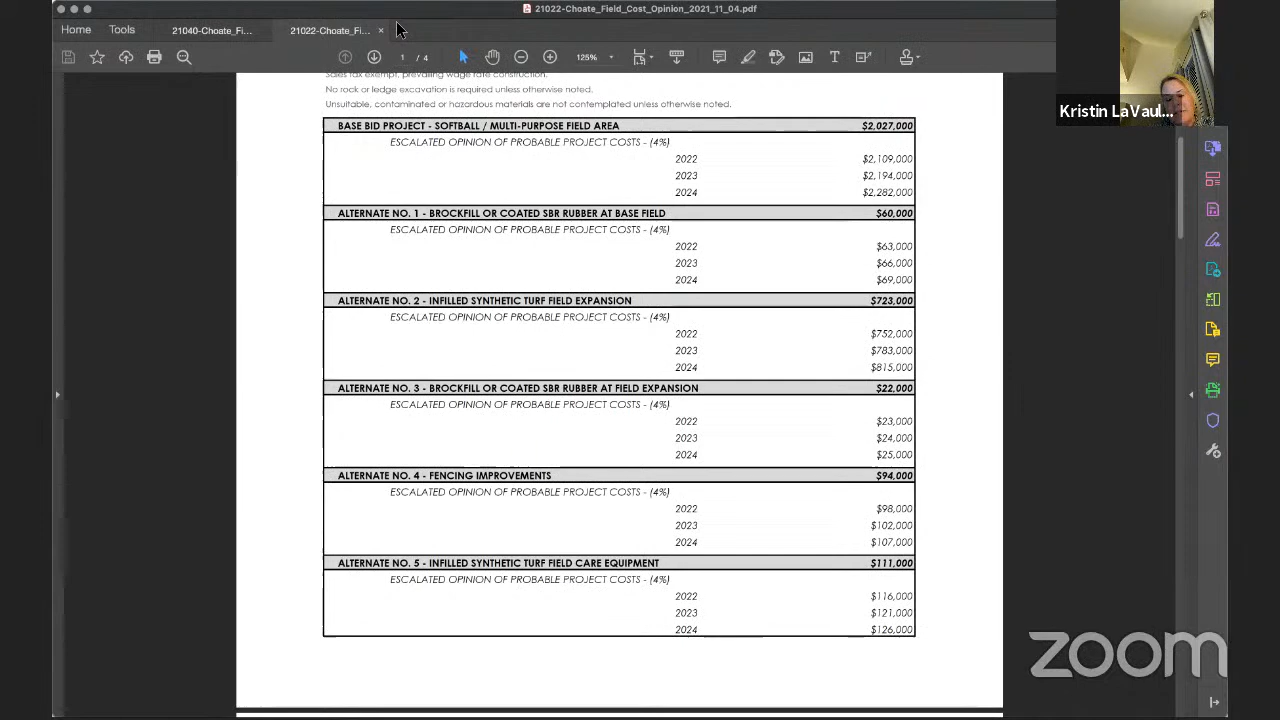 21022-Choate_Field_Cost_Opinion_2021_11_04.pdf
Home Tools 21040-Choate_Fi... 21022-Choate_Fi... ×
1 / 4 125%
Kristin LaVaul...
Sales tax exempt, prevailing wage rate construction.
No rock or ledge excavation is required unless otherwise noted.
Unsuitable, contaminated or hazardous materials are not contemplated unless otherwise noted.
BASE BID PROJECT - SOFTBALL / MULTI-PURPOSE FIELD AREA $2,027,000
ESCALATED OPINION OF PROBABLE PROJECT COSTS - (4%)
2022 $2,109,000
2023 $2,194,000
2024 $2,282,000
ALTERNATE NO. 1 - BROCKFILL OR COATED SBR RUBBER AT BASE FIELD $60,000
ESCALATED OPINION OF PROBABLE PROJECT COSTS - (4%)
2022 $63,000
2023 $66,000
2024 $69,000
ALTERNATE NO. 2 - INFILLED SYNTHETIC TURF FIELD EXPANSION $723,000
ESCALATED OPINION OF PROBABLE PROJECT COSTS - (4%)
2022 $752,000
2023 $783,000
2024 $815,000
ALTERNATE NO. 3 - BROCKFILL OR COATED SBR RUBBER AT FIELD EXPANSION $22,000
ESCALATED OPINION OF PROBABLE PROJECT COSTS - (4%)
2022 $23,000
2023 $24,000
2024 $25,000
ALTERNATE NO. 4 - FENCING IMPROVEMENTS $94,000
ESCALATED OPINION OF PROBABLE PROJECT COSTS - (4%)
2022 $98,000
2023 $102,000
2024 $107,000
ALTERNATE NO. 5 - INFILLED SYNTHETIC TURF FIELD CARE EQUIPMENT $111,000
ESCALATED OPINION OF PROBABLE PROJECT COSTS - (4%)
2022 $116,000
2023 $121,000
2024 $126,000
zoom